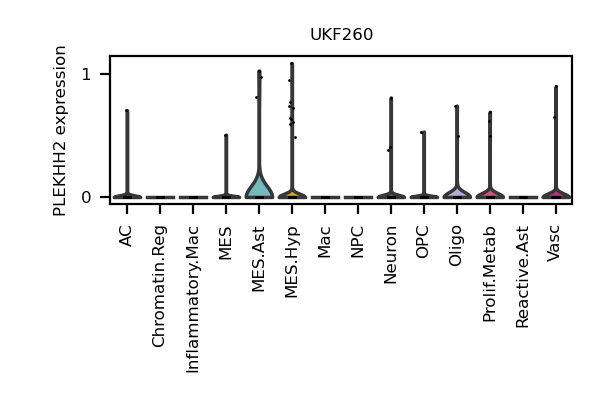 UKF260
PLEKHH2 expression
1
0
AC
Chromatin.Reg
Inflammatory.Mac
MES
MES.Ast
MES.Hyp
Mac
NPC
Neuron
OPC
Oligo
Prolif.Metab
Reactive.Ast
Vasc